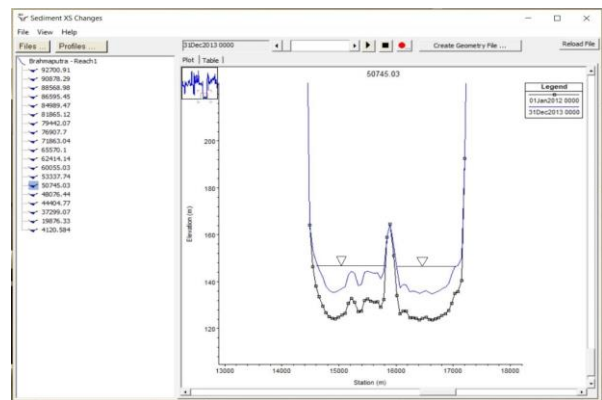 Sediment XS Changes
File View Help
Files ... Profiles ...
31Dec2013 0000
Create Geometry File ...
Reload File
Brahmaputra - Reach1
92700.91
90878.29
88568.98
86595.45
84989.47
81865.12
79442.07
76907.7
71863.04
65570.1
62414.14
60055.03
53337.74
50745.03
48076.44
44404.77
37299.07
19876.33
4120.584
Plot Table
50745.03
Legend
01Jan2012 0000
31Dec2013 0000
Elevation (m)
200
180
160
140
120
13000 14000 15000 16000 17000 18000
Station (m)